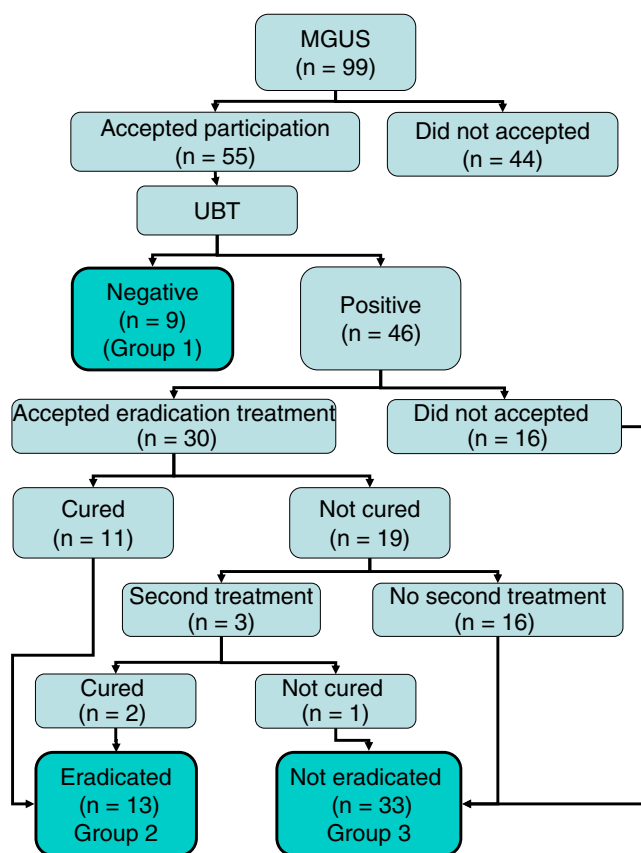 MGUS
(n = 99)
Accepted participation
(n = 55)
Did not accepted
(n = 44)
UBT
Negative
(n = 9)
(Group 1)
Positive
(n = 46)
Accepted eradication treatment
(n = 30)
Did not accepted
(n = 16)
Cured
(n = 11)
Not cured
(n = 19)
Second treatment
(n = 3)
No second treatment
(n = 16)
Cured
(n = 2)
Not cured
(n = 1)
Eradicated
(n = 13)
Group 2
Not eradicated
(n = 33)
Group 3